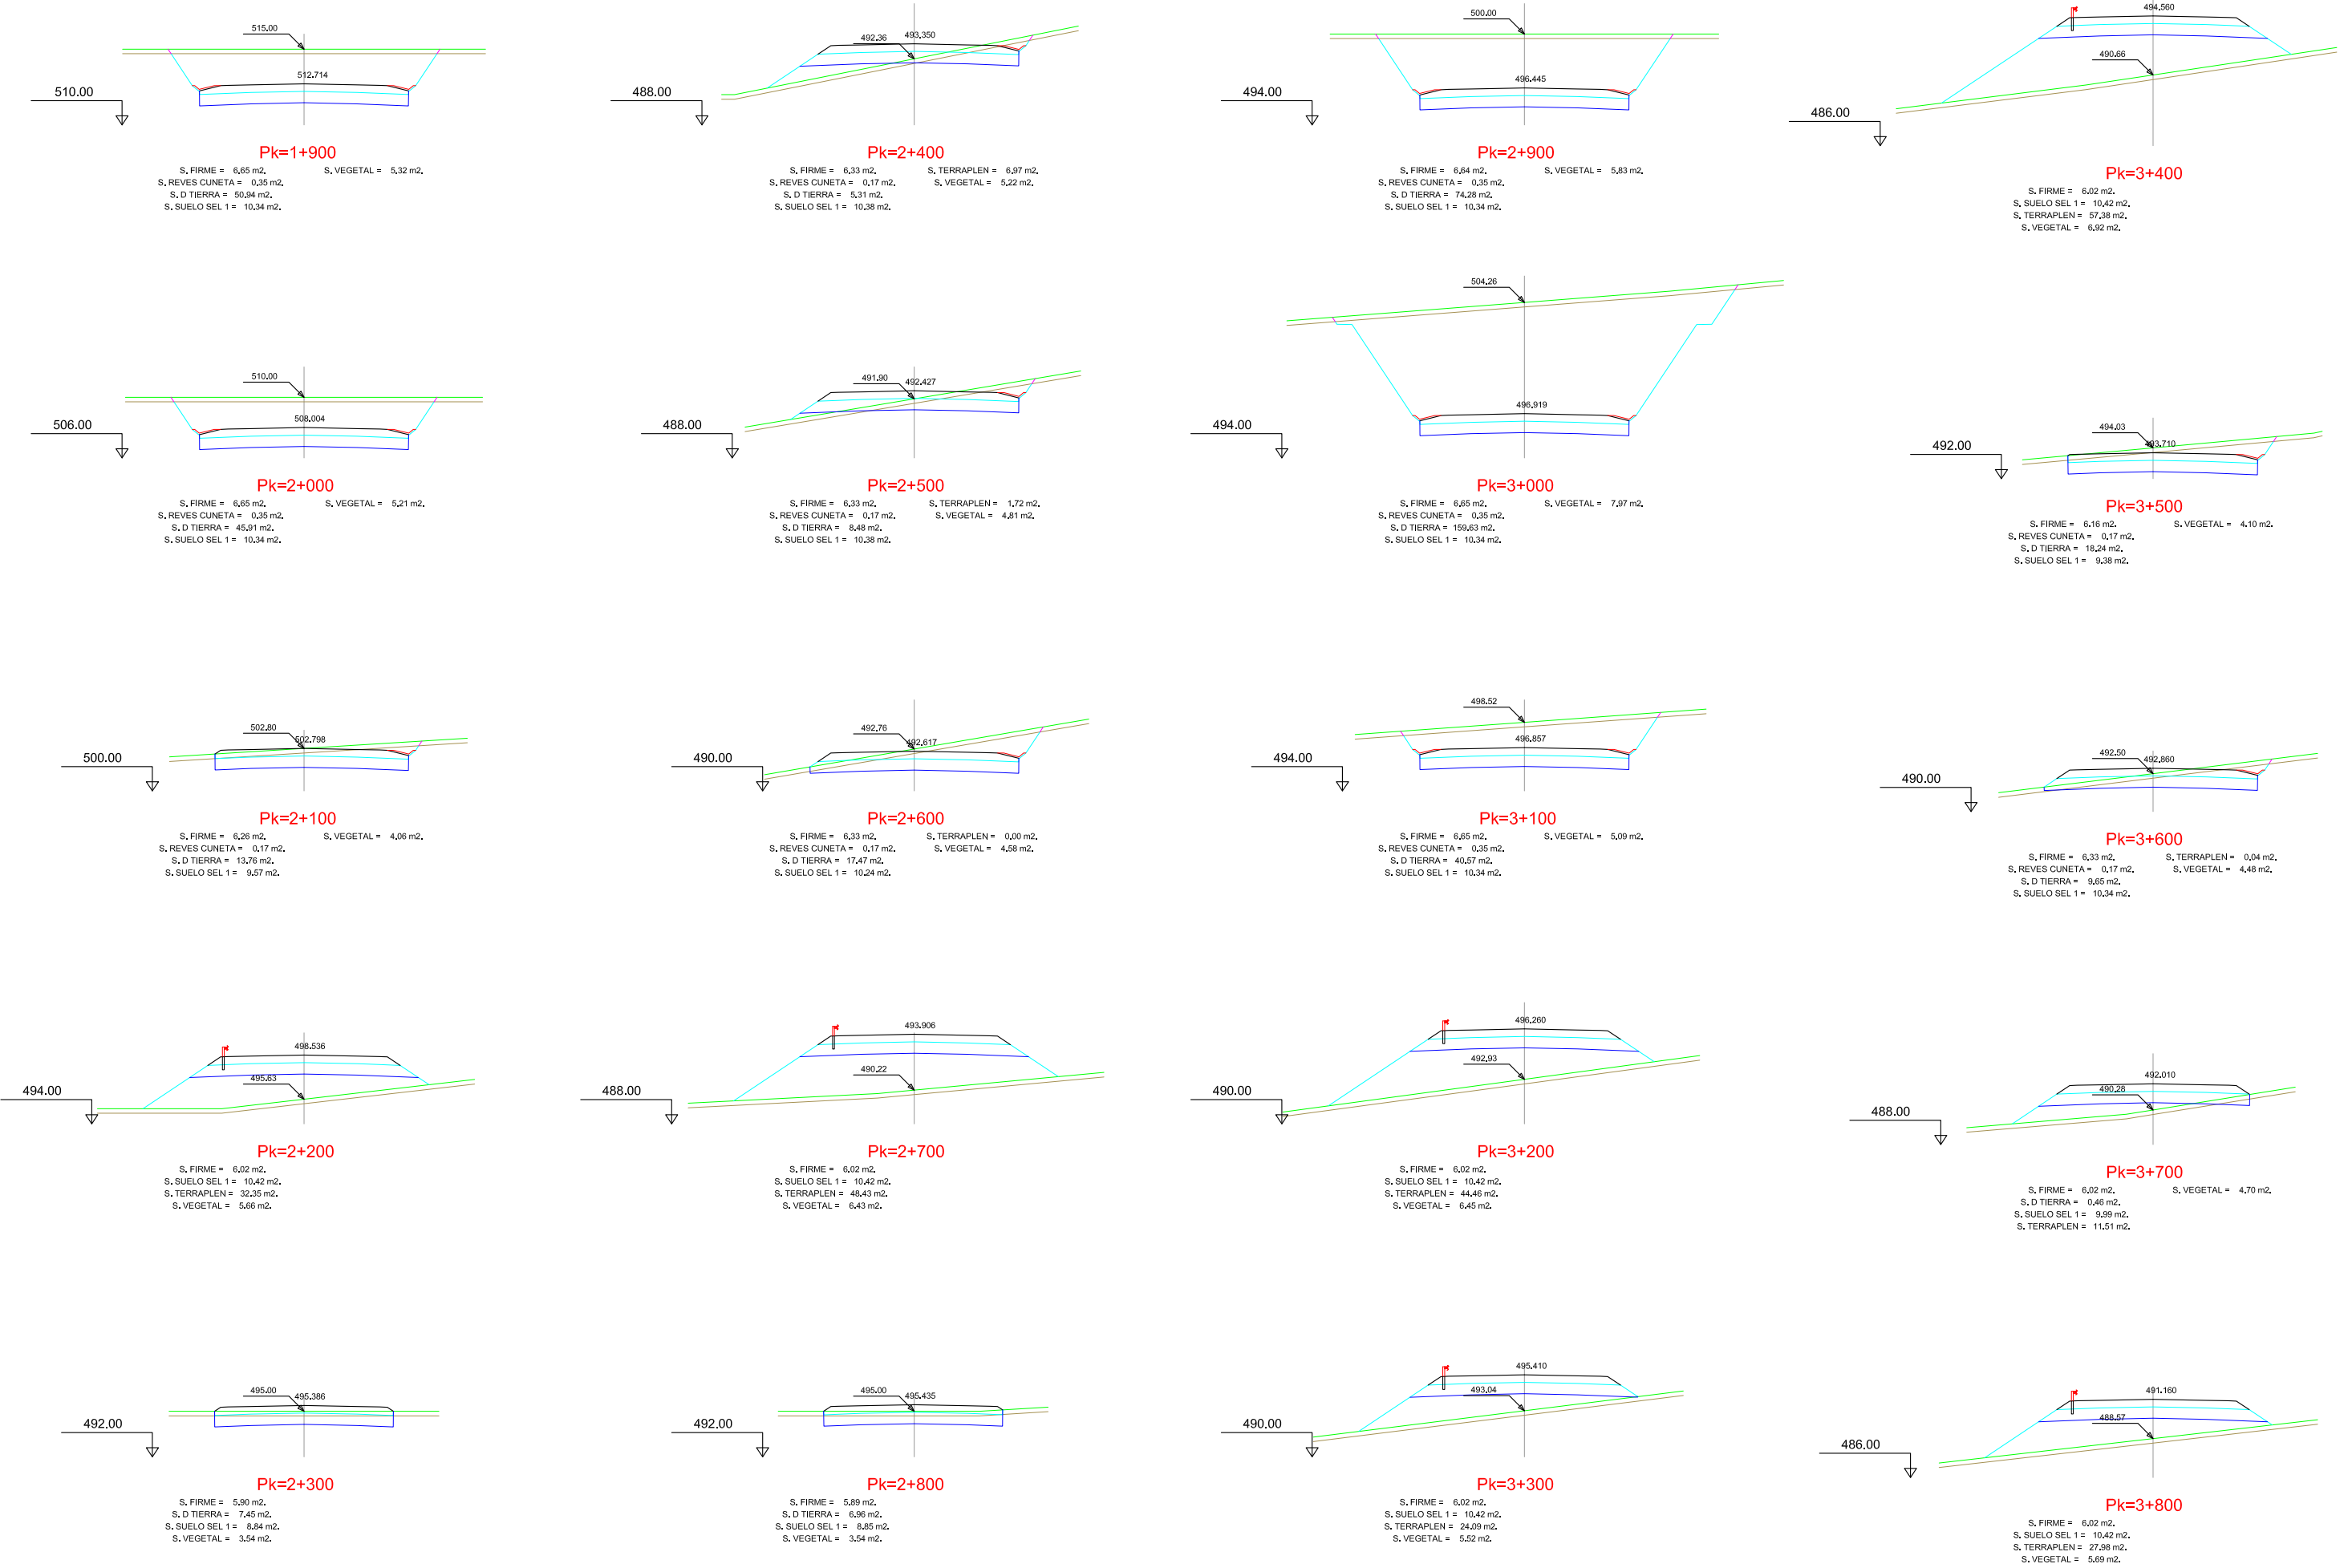 515.00
512.714
510.00
Pk=1+900
S. FIRME = 6.65 m2. S. VEGETAL = 5.32 m2.
S. REVES CUNETA = 0.35 m2.
S. D TIERRA = 50.94 m2.
S. SUELO SEL 1 = 10.34 m2.
492.36 493.350
488.00
Pk=2+400
S. FIRME = 6.33 m2. S. TERRAPLEN = 6.97 m2.
S. REVES CUNETA = 0.17 m2. S. VEGETAL = 5.22 m2.
S. D TIERRA = 5.31 m2.
S. SUELO SEL 1 = 10.38 m2.
500.00
496.445
494.00
Pk=2+900
S. FIRME = 6.64 m2. S. VEGETAL = 5.83 m2.
S. REVES CUNETA = 0.35 m2.
S. D TIERRA = 74.28 m2.
S. SUELO SEL 1 = 10.34 m2.
494.560
490.66
486.00
Pk=3+400
S. FIRME = 6.02 m2.
S. SUELO SEL 1 = 10.42 m2.
S. TERRAPLEN = 57.38 m2.
S. VEGETAL = 6.92 m2.
510.00
508.004
506.00
Pk=2+000
S. FIRME = 6.65 m2. S. VEGETAL = 5.21 m2.
S. REVES CUNETA = 0.35 m2.
S. D TIERRA = 45.91 m2.
S. SUELO SEL 1 = 10.34 m2.
491.90 492.427
488.00
Pk=2+500
S. FIRME = 6.33 m2. S. TERRAPLEN = 1.72 m2.
S. REVES CUNETA = 0.17 m2. S. VEGETAL = 4.81 m2.
S. D TIERRA = 8.48 m2.
S. SUELO SEL 1 = 10.38 m2.
504.26
496.919
494.00
Pk=3+000
S. FIRME = 6.65 m2. S. VEGETAL = 7.97 m2.
S. REVES CUNETA = 0.35 m2.
S. D TIERRA = 159.63 m2.
S. SUELO SEL 1 = 10.34 m2.
494.03
493.710
492.00
Pk=3+500
S. FIRME = 6.16 m2. S. VEGETAL = 4.10 m2.
S. REVES CUNETA = 0.17 m2.
S. D TIERRA = 18.24 m2.
S. SUELO SEL 1 = 9.38 m2.
502.80
502.798
500.00
Pk=2+100
S. FIRME = 6.26 m2. S. VEGETAL = 4.06 m2.
S. REVES CUNETA = 0.17 m2.
S. D TIERRA = 13.76 m2.
S. SUELO SEL 1 = 9.57 m2.
492.76
492.617
490.00
Pk=2+600
S. FIRME = 6.33 m2. S. TERRAPLEN = 0.00 m2.
S. REVES CUNETA = 0.17 m2. S. VEGETAL = 4.58 m2.
S. D TIERRA = 17.47 m2.
S. SUELO SEL 1 = 10.24 m2.
498.52
496.857
494.00
Pk=3+100
S. FIRME = 6.65 m2. S. VEGETAL = 5.09 m2.
S. REVES CUNETA = 0.35 m2.
S. D TIERRA = 40.57 m2.
S. SUELO SEL 1 = 10.34 m2.
492.50
492.860
490.00
Pk=3+600
S. FIRME = 6.33 m2. S. TERRAPLEN = 0.04 m2.
S. REVES CUNETA = 0.17 m2. S. VEGETAL = 4.48 m2.
S. D TIERRA = 9.65 m2.
S. SUELO SEL 1 = 10.34 m2.
498.536
495.63
494.00
Pk=2+200
S. FIRME = 6.02 m2.
S. SUELO SEL 1 = 10.42 m2.
S. TERRAPLEN = 32.35 m2.
S. VEGETAL = 5.66 m2.
493.906
490.22
488.00
Pk=2+700
S. FIRME = 6.02 m2.
S. SUELO SEL 1 = 10.42 m2.
S. TERRAPLEN = 48.43 m2.
S. VEGETAL = 6.43 m2.
496.260
492.93
490.00
Pk=3+200
S. FIRME = 6.02 m2.
S. SUELO SEL 1 = 10.42 m2.
S. TERRAPLEN = 44.46 m2.
S. VEGETAL = 6.45 m2.
492.010
490.28
488.00
Pk=3+700
S. FIRME = 6.02 m2. S. VEGETAL = 4.70 m2.
S. D TIERRA = 0.46 m2.
S. SUELO SEL 1 = 9.99 m2.
S. TERRAPLEN = 11.51 m2.
495.00 495.386
492.00
Pk=2+300
S. FIRME = 5.90 m2.
S. D TIERRA = 7.45 m2.
S. SUELO SEL 1 = 8.84 m2.
S. VEGETAL = 3.54 m2.
495.00 495.435
492.00
Pk=2+800
S. FIRME = 5.89 m2.
S. D TIERRA = 6.96 m2.
S. SUELO SEL 1 = 8.85 m2.
S. VEGETAL = 3.54 m2.
495.410
493.04
490.00
Pk=3+300
S. FIRME = 6.02 m2.
S. SUELO SEL 1 = 10.42 m2.
S. TERRAPLEN = 24.09 m2.
S. VEGETAL = 5.52 m2.
491.160
488.57
486.00
Pk=3+800
S. FIRME = 6.02 m2.
S. SUELO SEL 1 = 10.42 m2.
S. TERRAPLEN = 27.98 m2.
S. VEGETAL = 5.69 m2.